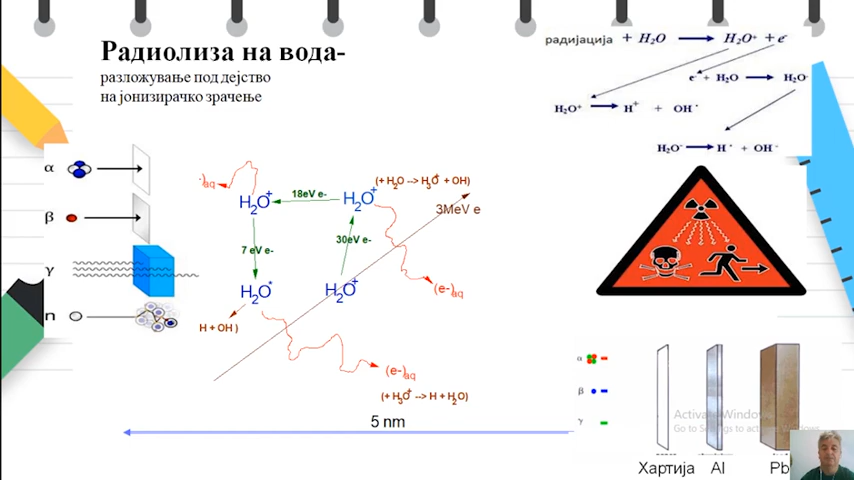 Радиолиза на вода-
разложување под дејство
на јонизирачко зрачење
радијација + H₂O → H₂O⁺ + e⁻
e⁻ + H₂O → H₂O⁻
H₂O⁺ → H⁺ + OH·
H₂O⁻ → H· + OH⁻
α
β
γ
n
)aq
H₂O⁺
18eV e-
H₂O⁺
(+ H₂O --> H₃O⁺ + OH)
3MeV e
7 eV e-
30eV e-
H₂O*
H₂O⁺
(e-)aq
H + OH )
(e-)aq
(+ H₃O⁺ --> H + H₂O)
5 nm
α
β
γ
Activate Windows
Go to Settings to activate Windows.
Хартија Al Pb